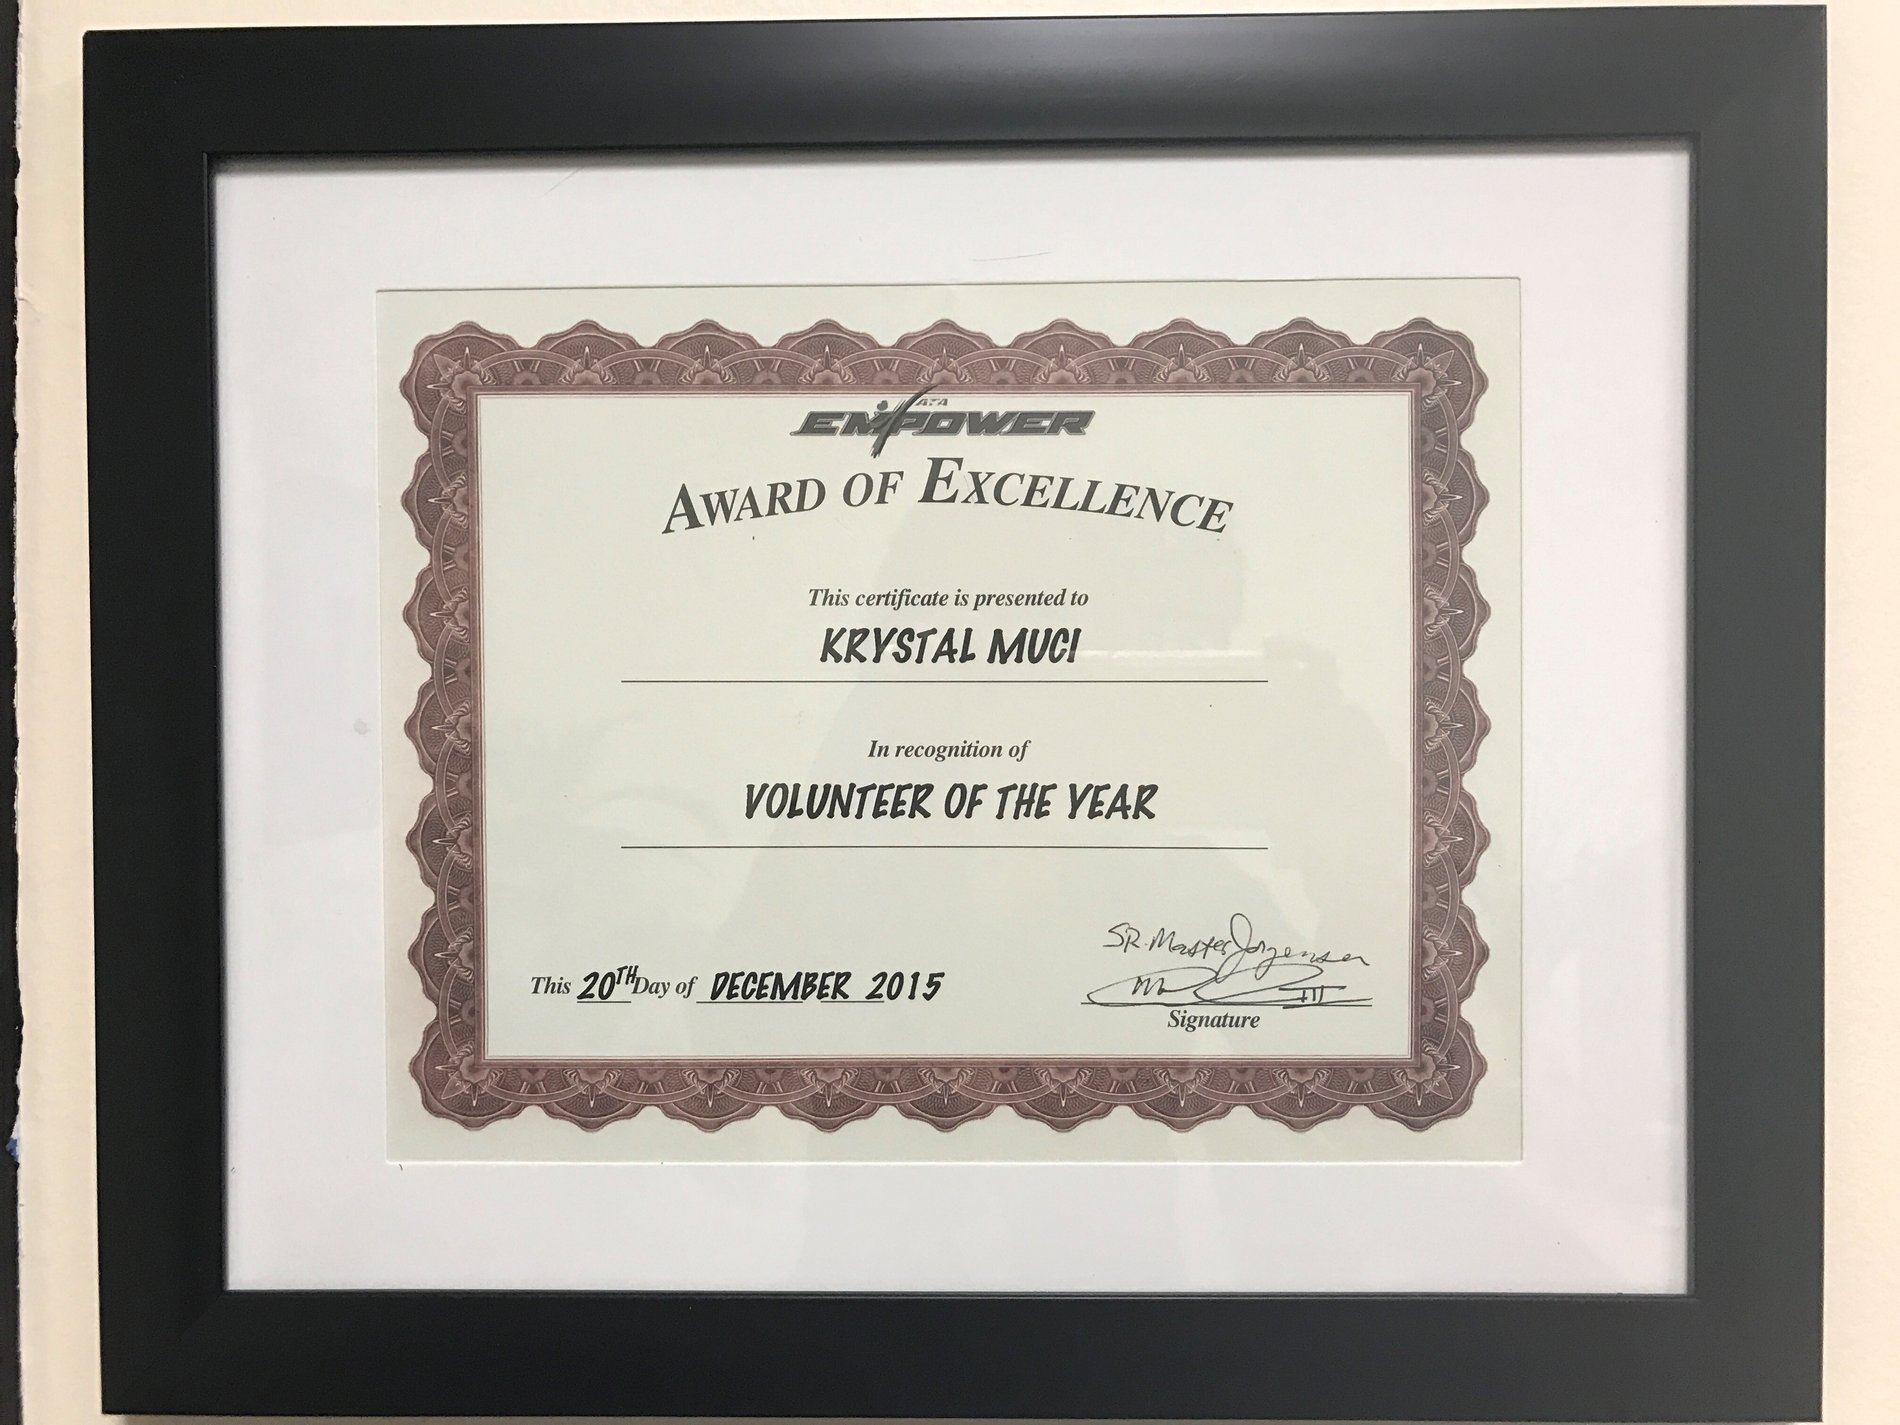 ATA
EMPOWER
AWARD OF EXCELLENCE
This certificate is presented to
KRYSTAL MUCI
In recognition of
VOLUNTEER OF THE YEAR
SR. Master Jorgensen
This 20TH Day of DECEMBER 2015
III
Signature